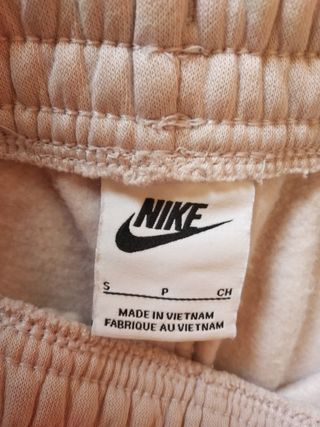 NIKE
S P CH
MADE IN VIETNAM
FABRIQUE AU VIETNAM